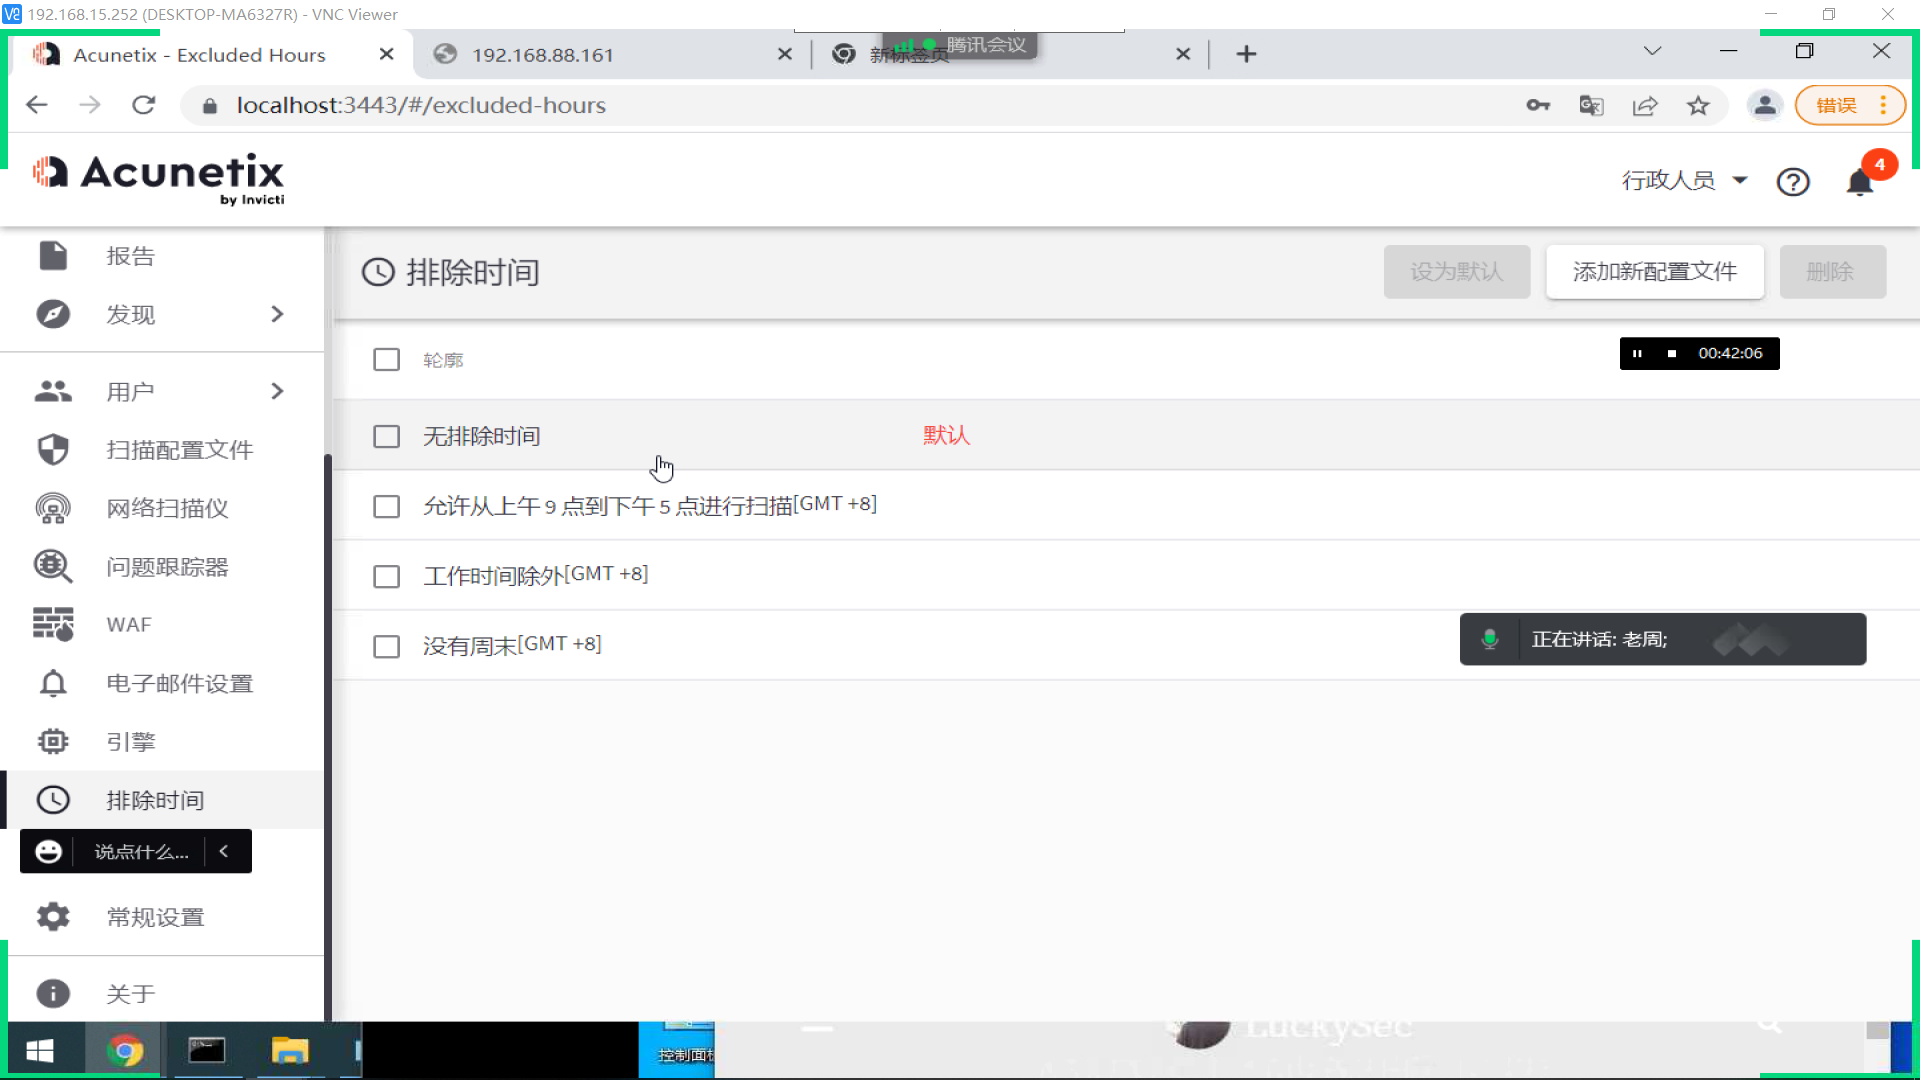 192.168.15.252 (DESKTOP-MA6327R) - VNC Viewer
Acunetix - Excluded Hours
192.168.88.161
新标签页
腾讯会议
localhost:3443/#/excluded-hours
错误
Acunetix
by Invicti
行政人员
4
报告
发现
用户
扫描配置文件
网络扫描仪
问题跟踪器
WAF
电子邮件设置
引擎
排除时间
说点什么...
常规设置
关于
排除时间
设为默认
添加新配置文件
删除
轮廓
00:42:06
无排除时间
默认
允许从上午 9 点到下午 5 点进行扫描[GMT +8]
工作时间除外[GMT +8]
没有周末[GMT +8]
正在讲话: 老周;
控制面板
LuckySec